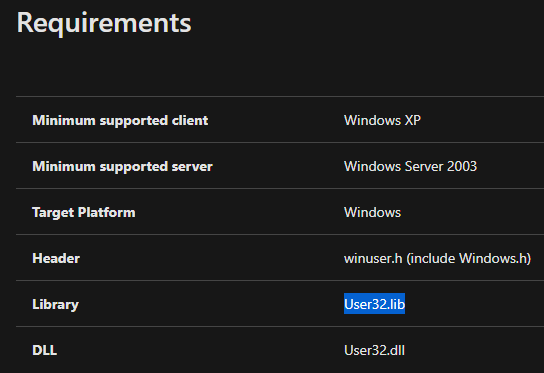 Requirements
Minimum supported client Windows XP
Minimum supported server Windows Server 2003
Target Platform Windows
Header winuser.h (include Windows.h)
Library User32.lib
DLL User32.dll